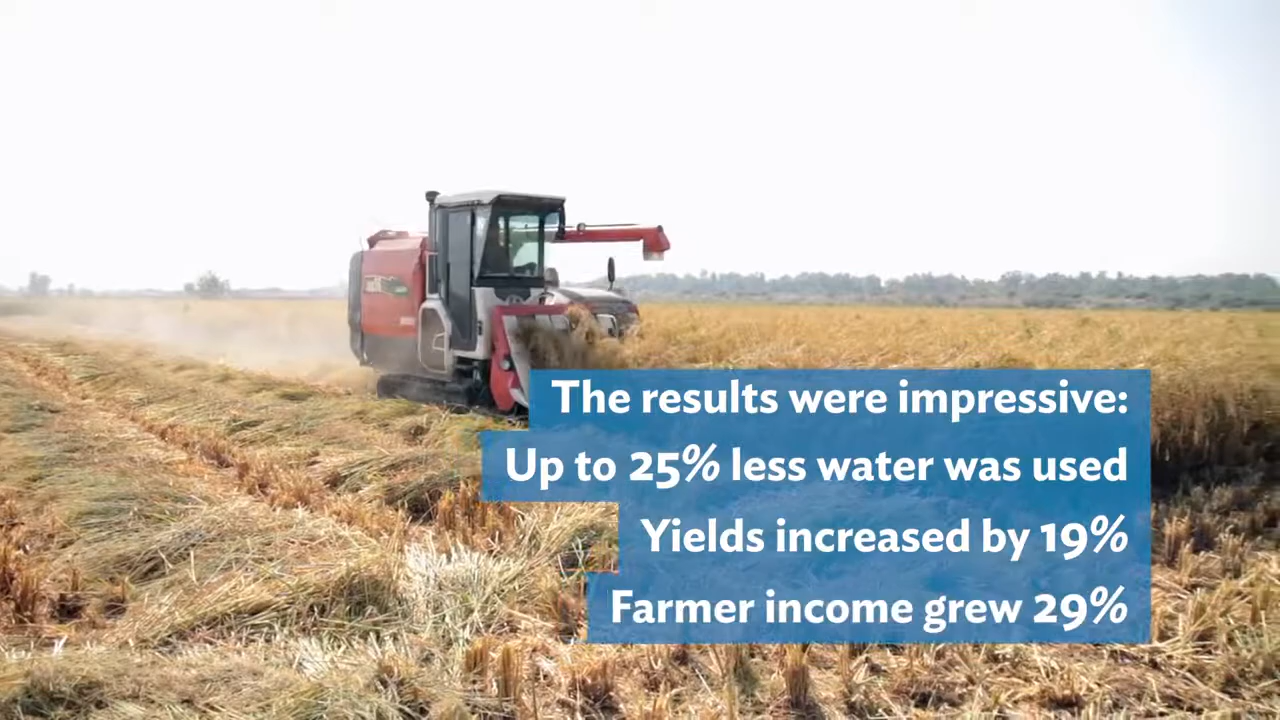 The results were impressive:
Up to 25% less water was used
Yields increased by 19%
Farmer income grew 29%